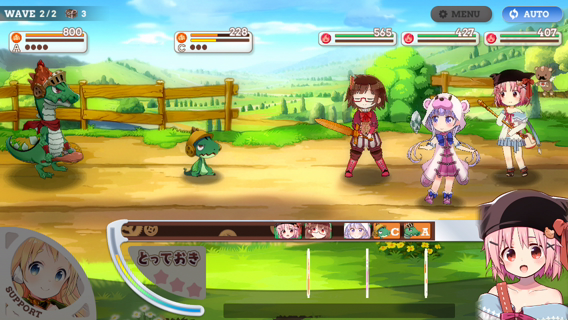 WAVE 2/2 3
MENU
AUTO
800
A
228
C
565
427
407
C A
とっておき
SUPPORT